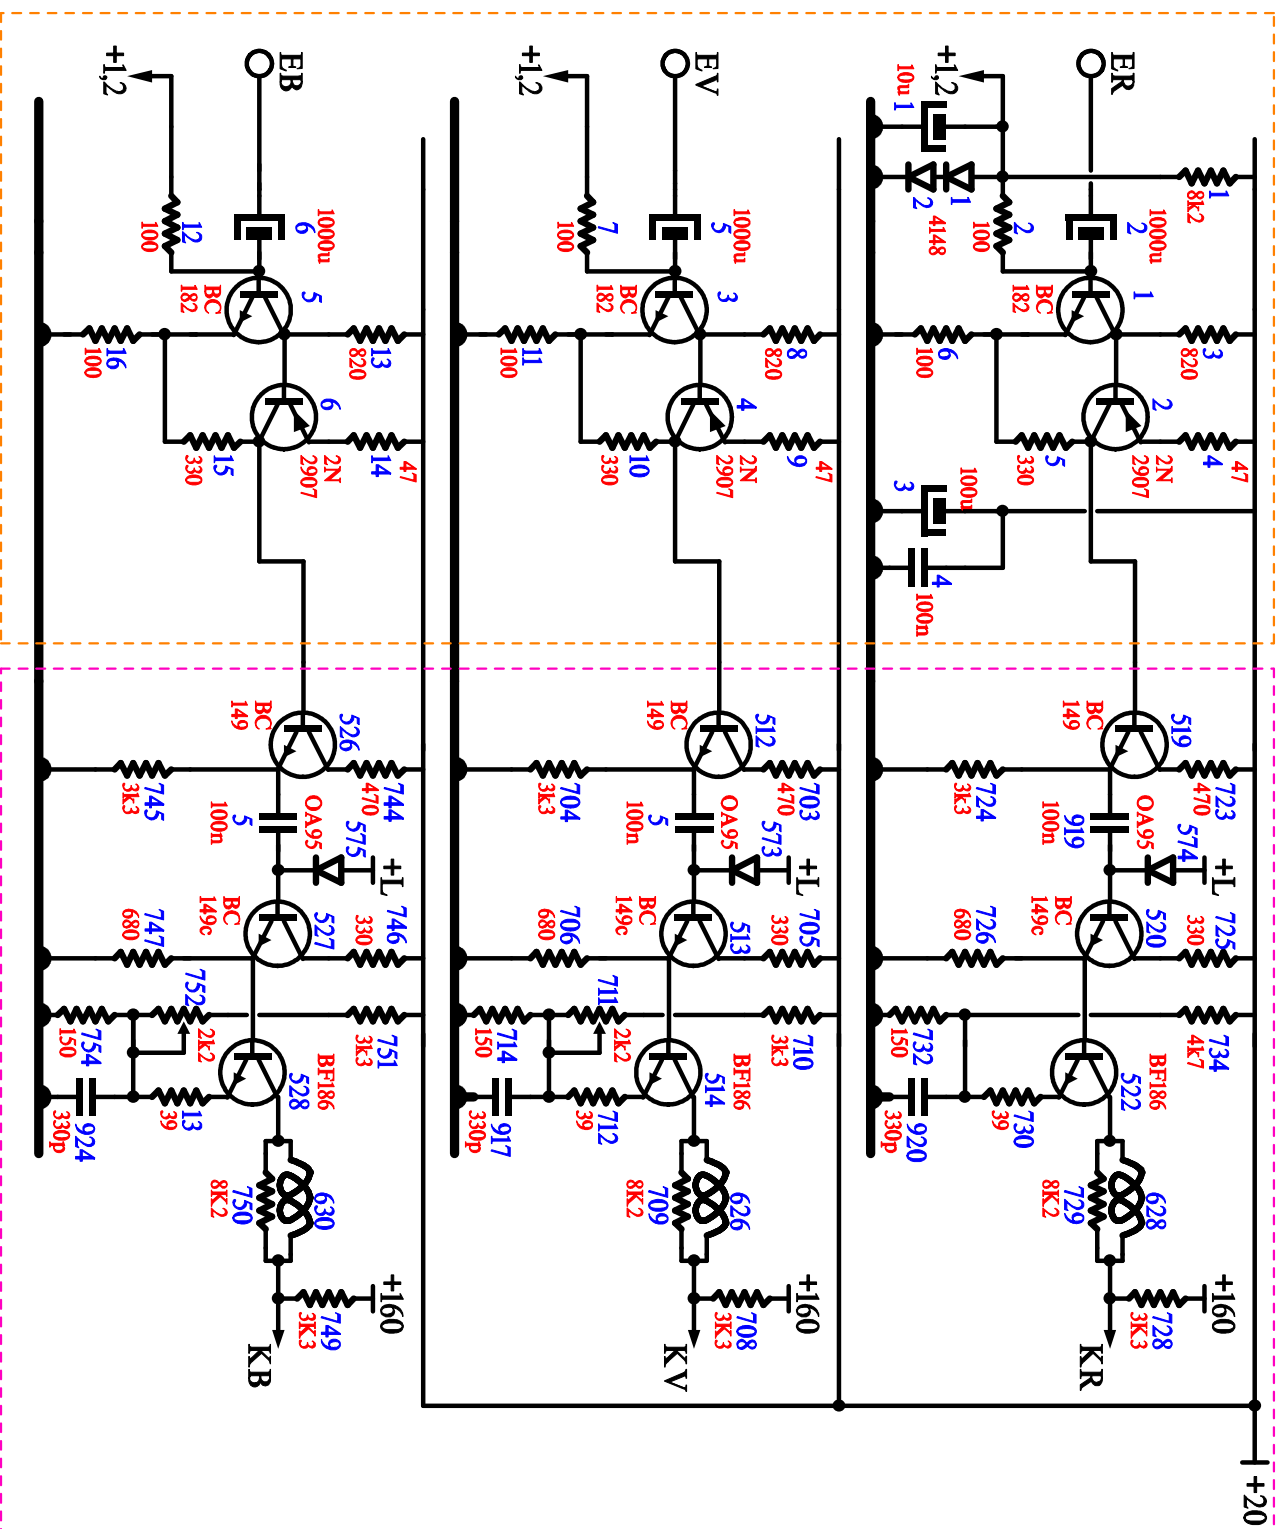 ER
+1,2
10u
1
1
2
4148
1
8k2
2
100
1000u
2
1
BC
182
3
820
6
100
2
2N
2907
4
47
5
330
3
100u
4
100n
519
BC
149
723
470
724
3k3
919
100n
OA95
574
+L
520
BC
149c
725
330
726
680
734
4k7
732
150
522
BF186
730
39
920
330p
628
729
8K2
728
3K3
+160
KR
+20
EV
+1,2
7
100
1000u
5
3
BC
182
8
820
11
100
4
2N
2907
9
47
10
330
512
BC
149
703
470
704
3k3
5
100n
OA95
573
+L
513
BC
149c
705
330
706
680
710
3k3
711
2k2
714
150
514
BF186
712
39
917
330p
626
709
8K2
708
3K3
+160
KV
EB
+1,2
12
100
1000u
6
5
BC
182
13
820
16
100
6
2N
2907
14
47
15
330
526
BC
149
744
470
745
3k3
5
100n
OA95
575
+L
527
BC
149c
746
330
747
680
751
3k3
752
2k2
754
150
528
BF186
13
39
924
330p
630
750
8K2
749
3K3
+160
KB